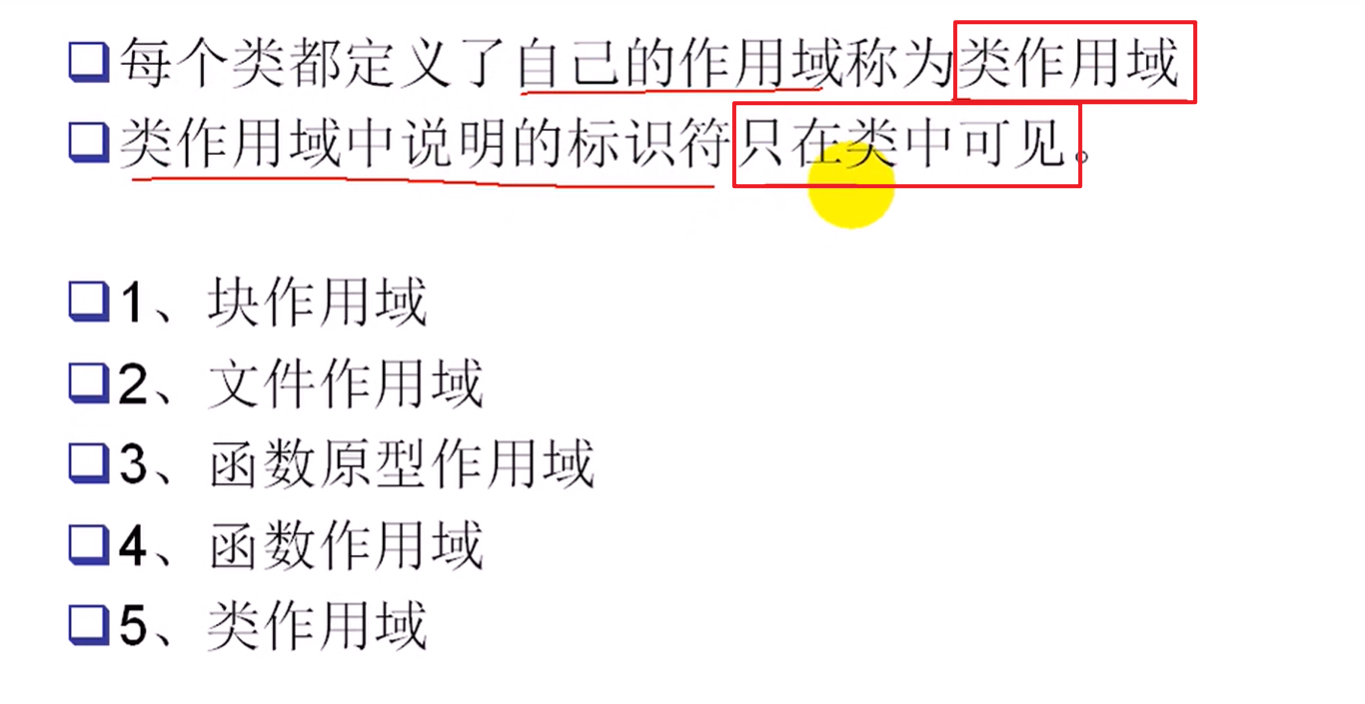 每个类都定义了自己的作用域称为类作用域
类作用域中说明的标识符只在类中可见。
1、块作用域
2、文件作用域
3、函数原型作用域
4、函数作用域
5、类作用域